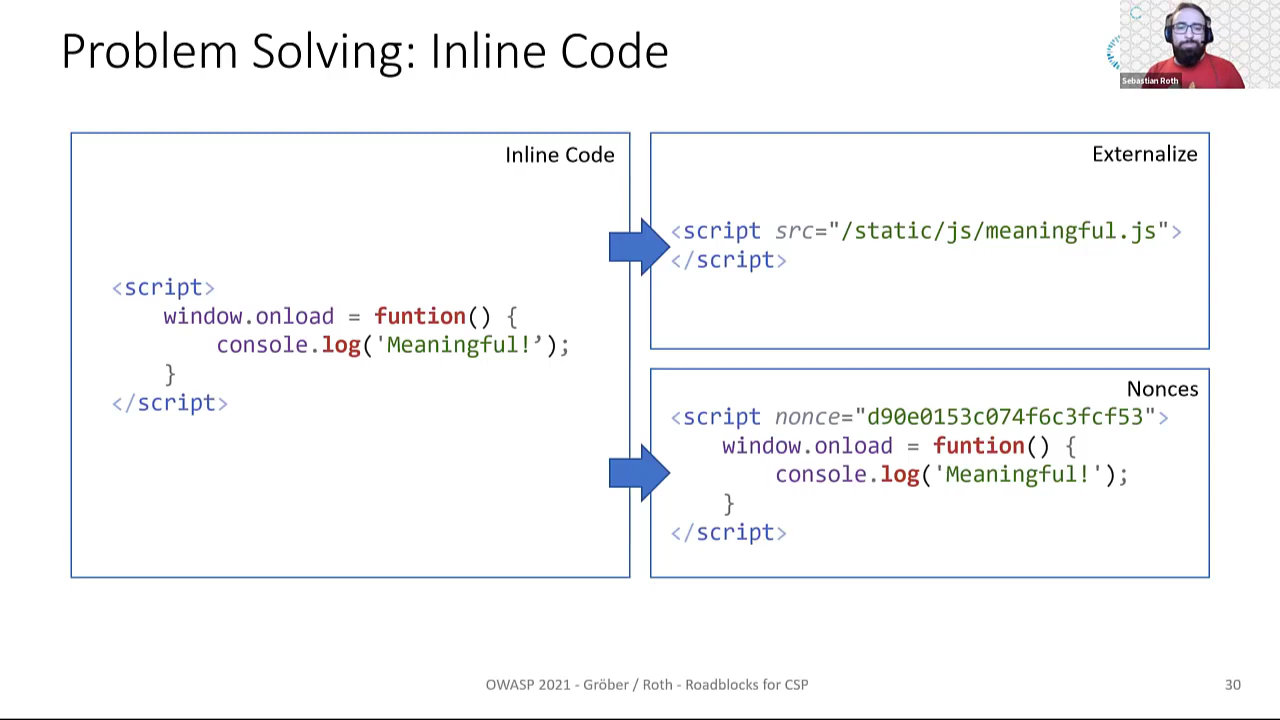 Problem Solving: Inline Code
Sebastian Roth
Inline Code
<script>
window.onload = funtion() {
console.log('Meaningful!’);
}
</script>
Externalize
<script src="/static/js/meaningful.js">
</script>
Nonces
<script nonce="d90e0153c074f6c3fcf53">
window.onload = funtion() {
console.log('Meaningful!');
}
</script>
OWASP 2021 - Gröber / Roth - Roadblocks for CSP
30